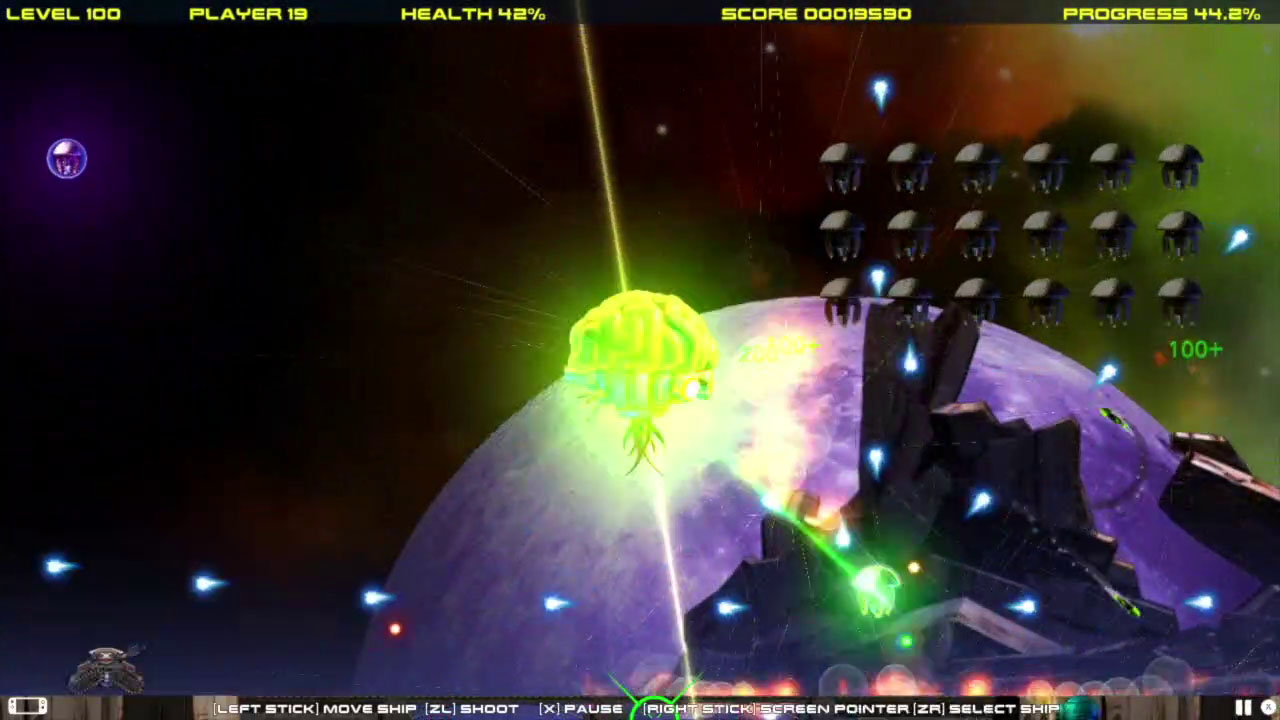 LEVEL 100 PLAYER 19 HEALTH 42% SCORE 00019590 PROGRESS 44.2%
100+
[LEFT STICK] MOVE SHIP [ZL] SHOOT [X] PAUSE [RIGHT STICK] SCREEN POINTER [ZR] SELECT SHIP